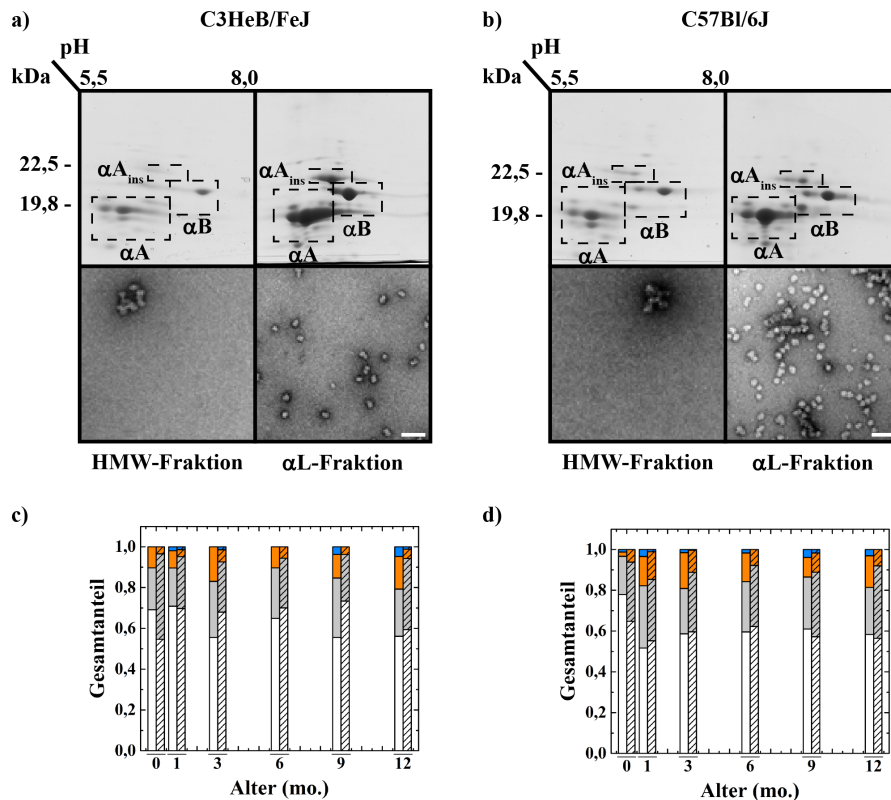 a)
C3HeB/FeJ
pH
kDa
5,5
8,0
22,5 -
19,8 -
αAins
αB
αA
αAins
αB
αA
HMW-Fraktion
αL-Fraktion
b)
C57Bl/6J
pH
kDa
5,5
8,0
22,5 -
19,8 -
αAins
αB
αA
αAins
αB
αA
HMW-Fraktion
αL-Fraktion
c)
Gesamtanteil
1,0
0,8
0,6
0,4
0,2
0,0
0 1 3 6 9 12
Alter (mo.)
d)
Gesamtanteil
1,0
0,8
0,6
0,4
0,2
0,0
0 1 3 6 9 12
Alter (mo.)